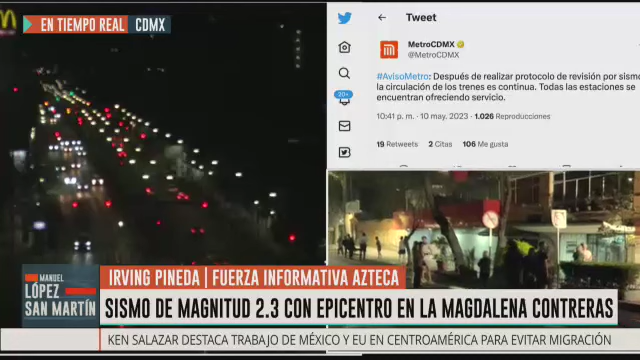 EN TIEMPO REAL CDMX
Tweet
MetroCDMX
@MetroCDMX
#AvisoMetro: Después de realizar protocolo de revisión por sismo
la circulación de los trenes es continua. Todas las estaciones se
encuentran ofreciendo servicio.
20+
10:41 p. m. · 10 may. 2023 · 1.026 Reproducciones
19 Retweets 2 Citas 106 Me gusta
MANUEL
LÓPEZ
SAN MARTÍN
IRVING PINEDA | FUERZA INFORMATIVA AZTECA
SISMO DE MAGNITUD 2.3 CON EPICENTRO EN LA MAGDALENA CONTRERAS
KEN SALAZAR DESTACA TRABAJO DE MÉXICO Y EU EN CENTROAMÉRICA PARA EVITAR MIGRACIÓN